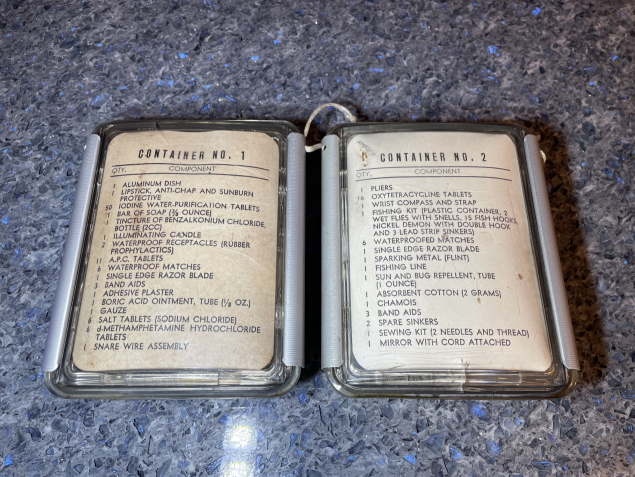 CONTAINER NO. 1
QTY. COMPONENT
1 ALUMINUM DISH
1 LIPSTICK, ANTI-CHAP AND SUNBURN
PROTECTIVE
50 IODINE WATER-PURIFICATION TABLETS
1 BAR OF SOAP (¾ OUNCE)
1 TINCTURE OF BENZALKONIUM CHLORIDE,
BOTTLE (2CC)
1 ILLUMINATING CANDLE
2 WATERPROOF RECEPTACLES (RUBBER
PROPHYLACTICS)
11 A.P.C. TABLETS
6 WATERPROOF MATCHES
1 SINGLE EDGE RAZOR BLADE
3 BAND AIDS
1 ADHESIVE PLASTER
1 BORIC ACID OINTMENT, TUBE (⅛ OZ.)
1 GAUZE
6 SALT TABLETS (SODIUM CHLORIDE)
6 d-METHAMPHETAMINE HYDROCHLORIDE
TABLETS
1 SNARE WIRE ASSEMBLY
CONTAINER NO. 2
QTY. COMPONENT
1 PLIERS
16 OXYTETRACYCLINE TABLETS
1 WRIST COMPASS AND STRAP
1 FISHING KIT (PLASTIC CONTAINER, 2
WET FLIES WITH SNELLS, 15 FISH HOOKS,
NICKEL DEMON WITH DOUBLE HOOK
AND 3 LEAD STRIP SINKERS)
6 WATERPROOFED MATCHES
1 SINGLE EDGE RAZOR BLADE
1 SPARKING METAL (FLINT)
1 FISHING LINE
1 SUN AND BUG REPELLENT, TUBE
(1 OUNCE)
1 ABSORBENT COTTON (2 GRAMS)
1 CHAMOIS
3 BAND AIDS
2 SPARE SINKERS
1 SEWING KIT (2 NEEDLES AND THREAD)
1 MIRROR WITH CORD ATTACHED